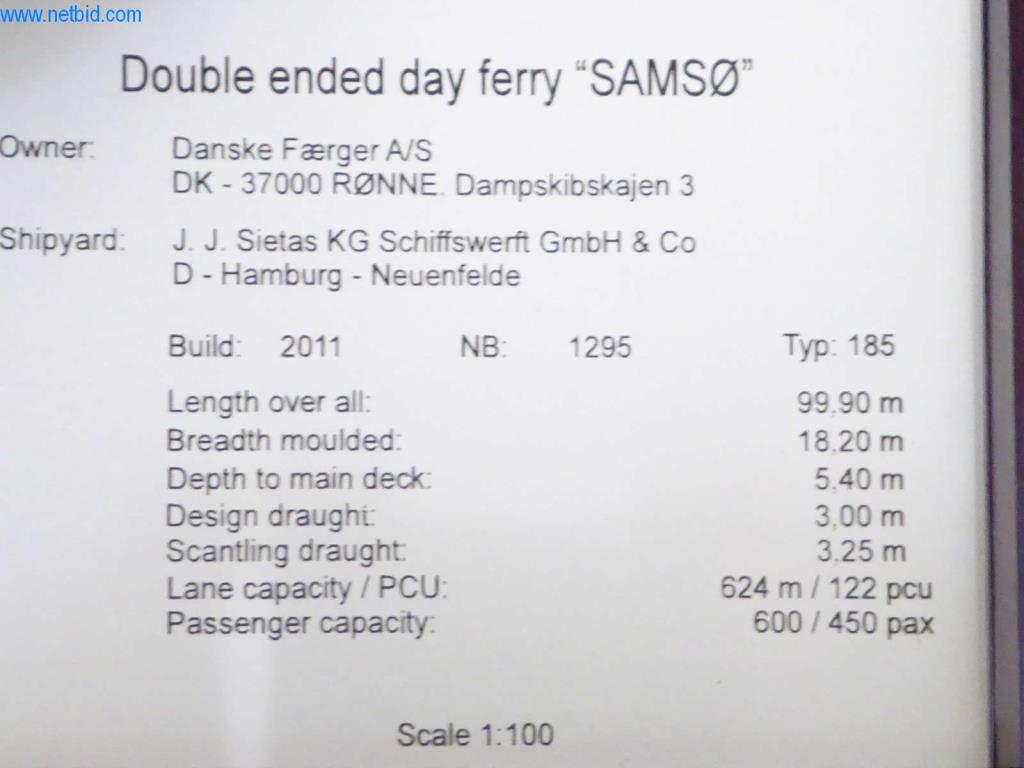 www.netbid.com
Double ended day ferry “SAMSØ”
Owner: Danske Færger A/S
DK - 37000 RØNNE, Dampskibskajen 3
Shipyard: J. J. Sietas KG Schiffswerft GmbH & Co
D - Hamburg - Neuenfelde
Build: 2011 NB: 1295 Typ: 185
Length over all: 99,90 m
Breadth moulded: 18,20 m
Depth to main deck: 5,40 m
Design draught: 3,00 m
Scantling draught: 3,25 m
Lane capacity / PCU: 624 m / 122 pcu
Passenger capacity: 600 / 450 pax
Scale 1:100